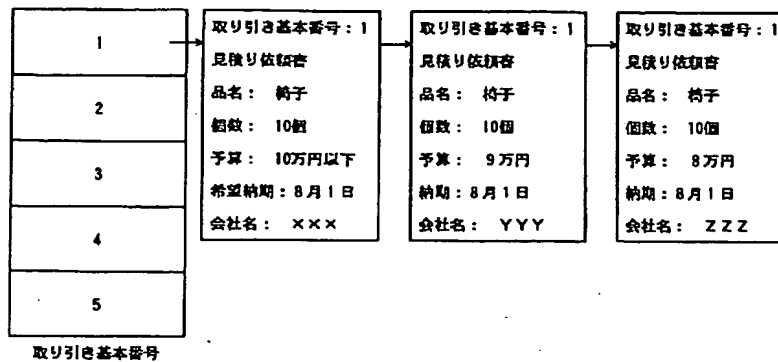 1
2
3
4
5
取り引き基本番号
取り引き基本番号：1
見積り依頼書
品名： 椅子
個数： 10個
予算： 10万円以下
希望納期：8月1日
会社名： ×××
取り引き基本番号：1
見積り依頼書
品名： 椅子
個数： 10個
予算： 9万円
納期：8月1日
会社名： YYY
取り引き基本番号：1
見積り依頼書
品名： 椅子
個数： 10個
予算： 8万円
納期：8月1日
会社名： ZZZ